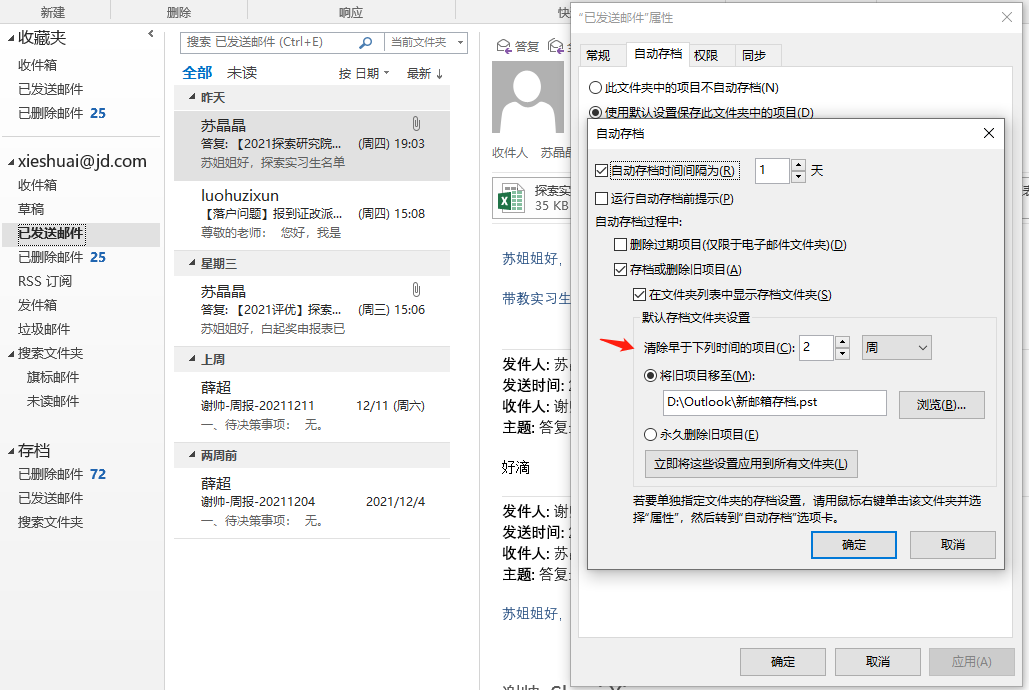 新建
删除
响应
收藏夹
收件箱
已发送邮件
已删除邮件 25
xieshuai@jd.com
收件箱
草稿
已发送邮件
已删除邮件 25
RSS 订阅
发件箱
垃圾邮件
搜索文件夹
旗标邮件
未读邮件
存档
已删除邮件 72
已发送邮件
搜索文件夹
搜索 已发送邮件 (Ctrl+E)
当前文件夹
全部 未读
按 日期
最新 ↓
昨天
苏晶晶
答复: 【2021探索研究院... (周四) 19:03
苏姐姐好，探索实习生名单
luohuzixun
【落户问题】报到证改派... (周四) 15:08
尊敬的老师： 您好，我是
星期三
苏晶晶
答复: 【2021评优】探索... (周三) 15:06
苏姐姐好，白起奖申报表已
上周
薛超
谢帅-周报-20211211 12/11 (周六)
一、待决策事项： 无。
两周前
薛超
谢帅-周报-20211204 2021/12/4
一、待决策事项： 无。
答复
收件人 苏晶
探索实
35 KB
苏姐姐好，
带教实习生
发件人: 苏
发送时间: 2
收件人: 谢
主题: 答复
好滴
发件人: 谢
发送时间: 2
收件人: 苏
主题: 答复
苏姐姐好，
“已发送邮件”属性
常规
自动存档
权限
同步
此文件夹中的项目不自动存档(N)
使用默认设置保存此文件夹中的项目(D)
自动存档
自动存档时间间隔为(R) 1 天
运行自动存档前提示(P)
自动存档过程中:
删除过期项目(仅限于电子邮件文件夹)(D)
存档或删除旧项目(A)
在文件夹列表中显示存档文件夹(S)
默认存档文件夹设置
清除早于下列时间的项目(C): 2 周
将旧项目移至(M):
D:\Outlook\新邮箱存档.pst
浏览(B)...
永久删除旧项目(E)
立即将这些设置应用到所有文件夹(L)
若要单独指定文件夹的存档设置，请用鼠标右键单击该文件夹并选
择“属性”，然后转到“自动存档”选项卡。
确定
取消
确定
取消
应用(A)